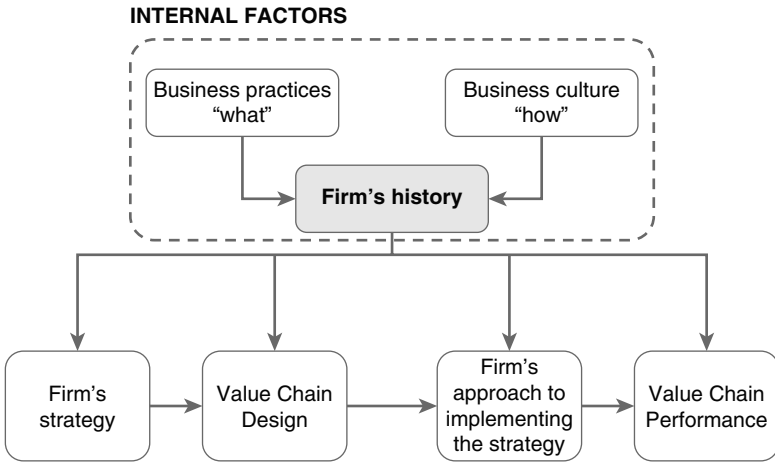 INTERNAL FACTORS
Business practices
“what”
Business culture
“how”
Firm’s history
Firm’s
strategy
Value Chain
Design
Firm’s
approach to
implementing
the strategy
Value Chain
Performance